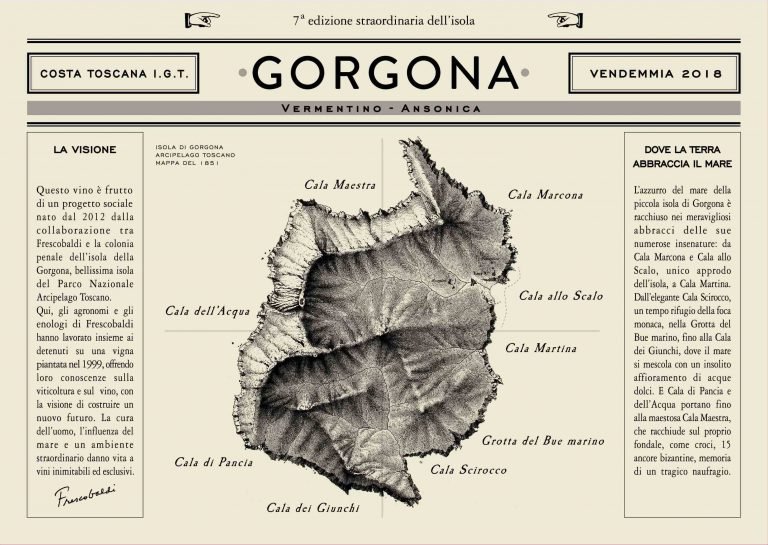 7ª edizione straordinaria dell'isola
COSTA TOSCANA I.G.T.
GORGONA
VENDEMMIA 2018
VERMENTINO - ANSONICA
LA VISIONE
Questo vino è frutto
di un progetto sociale
nato dal 2012 dalla
collaborazione tra
Frescobaldi e la colonia
penale dell'isola della
Gorgona, bellissima isola
del Parco Nazionale
Arcipelago Toscano.
Qui, gli agronomi e gli
enologi di Frescobaldi
hanno lavorato insieme ai
detenuti su una vigna
piantata nel 1999, offrendo
loro conoscenze sulla
viticoltura e sul vino, con
la visione di costruire un
nuovo futuro. La cura
dell'uomo, l'influenza del
mare e un ambiente
straordinario danno vita a
vini inimitabili ed esclusivi.
Frescobaldi
ISOLA DI GORGONA
ARCIPELAGO TOSCANO
MAPPA DEL 1851
Cala Maestra
Cala Marcona
Cala allo Scalo
Cala dell'Acqua
Cala Martina
Grotta del Bue marino
Cala di Pancia
Cala Scirocco
Cala dei Giunchi
DOVE LA TERRA
ABBRACCIA IL MARE
L'azzurro del mare della
piccola isola di Gorgona è
racchiuso nei meravigliosi
abbracci delle sue
numerose insenature: da
Cala Marcona e Cala allo
Scalo, unico approdo
dell'isola, a Cala Martina.
Dall'elegante Cala Scirocco,
un tempo rifugio della foca
monaca, nella Grotta del
Bue marino, fino alla Cala
dei Giunchi, dove il mare
si mescola con un insolito
affioramento di acque
dolci. E Cala di Pancia e
dell'Acqua portano fino
alla maestosa Cala Maestra,
che racchiude sul proprio
fondale, come croci, 15
ancore bizantine, memoria
di un tragico naufragio.